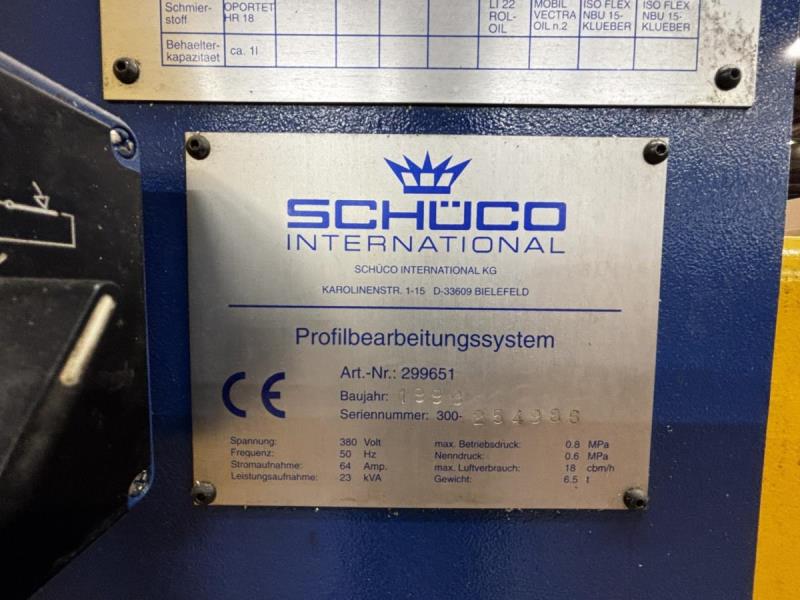 Schmier-
stoff
OPORTET
HR 18
LI 22
ROL-
OIL
MOBIL
VECTRA
OIL n.2
ISO FLEX
NBU 15-
KLUEBER
ISO FLEX
NBU 15-
KLUEBER
Behaelter-
kapazitaet
ca. 1l
SCHÜCO
INTERNATIONAL
SCHÜCO INTERNATIONAL KG
KAROLINENSTR. 1-15 D-33609 BIELEFELD
Profilbearbeitungssystem
CE
Art.-Nr.: 299651
Baujahr:
Seriennummer: 300-
Spannung: 380 Volt
Frequenz: 50 Hz
Stromaufnahme: 64 Amp.
Leistungsaufnahme: 23 kVA
max. Betriebsdruck: 0.8 MPa
Nenndruck: 0.6 MPa
max. Luftverbrauch: 18 cbm/h
Gewicht: 6.5 t